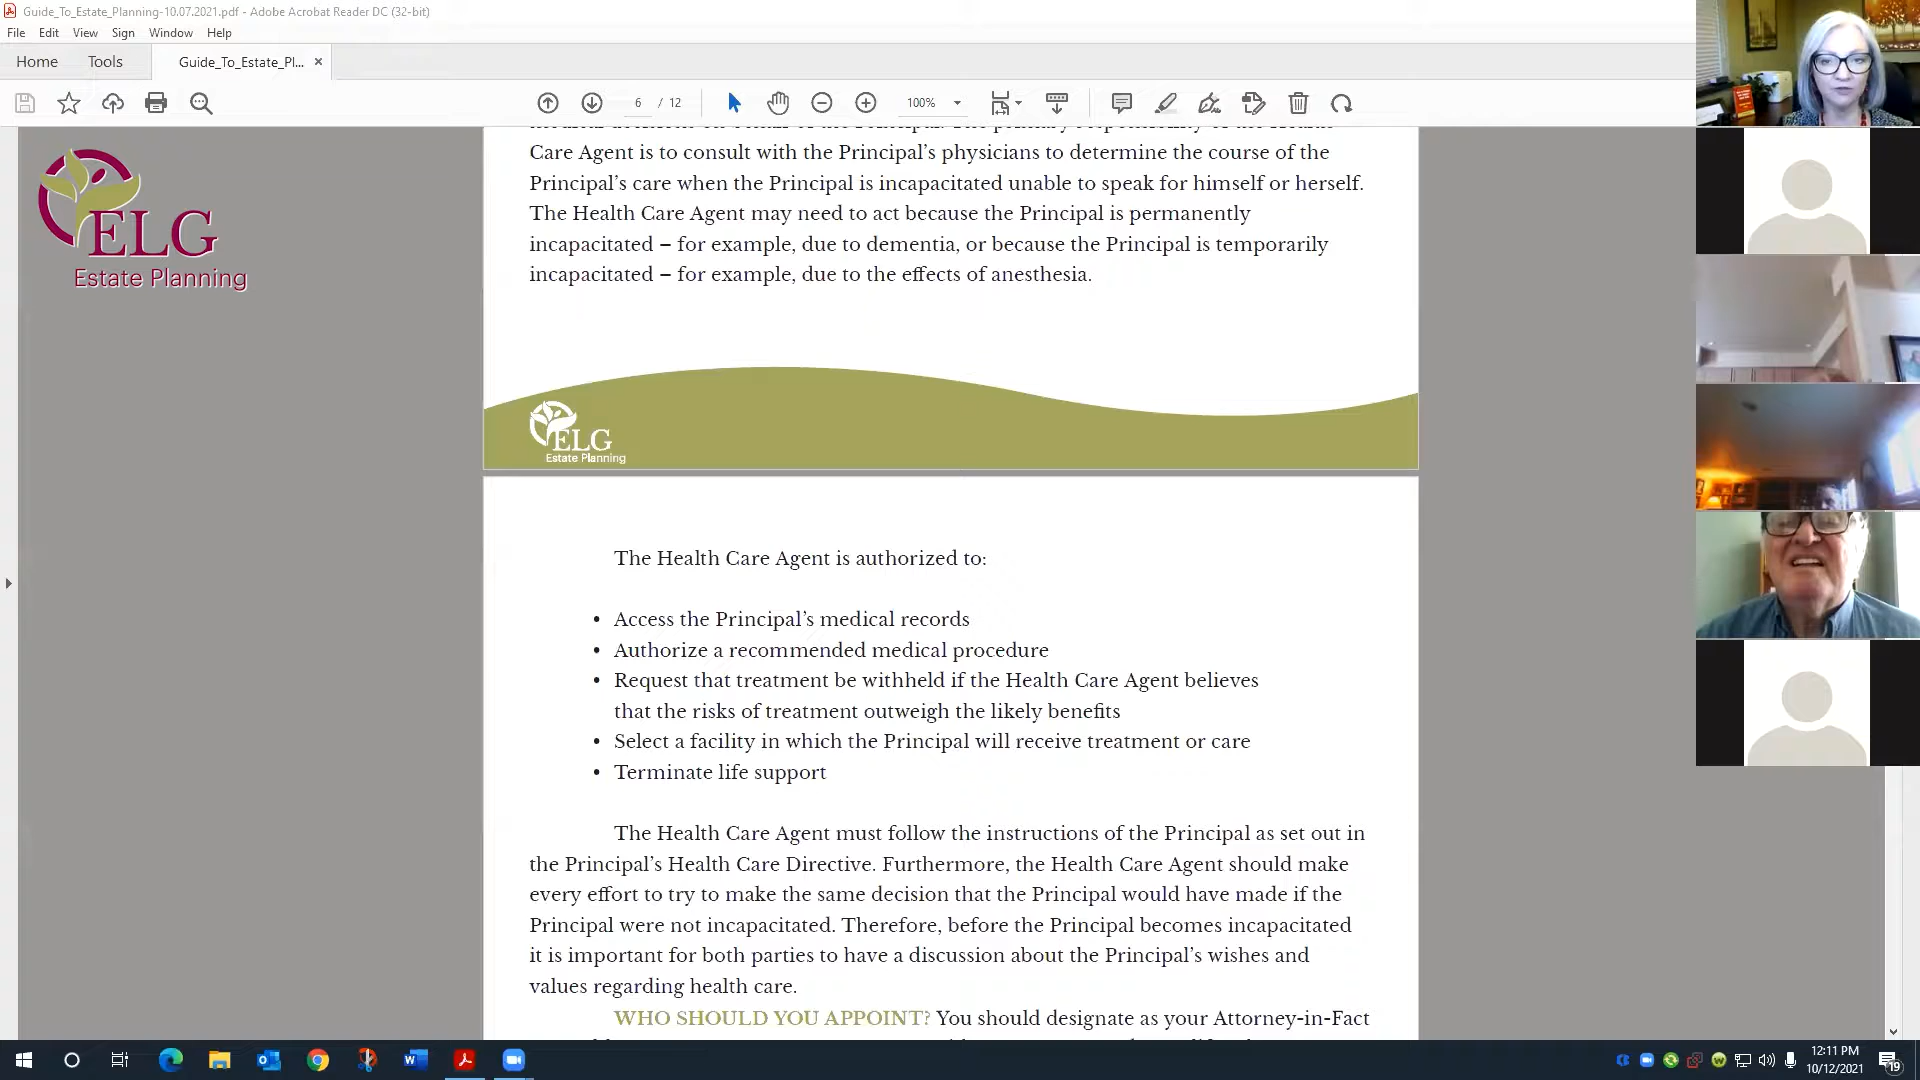 Guide_To_Estate_Planning-10.07.2021.pdf - Adobe Acrobat Reader DC (32-bit)
File Edit View Sign Window Help
Home Tools Guide_To_Estate_Pl... ×
6 / 12 100%
ELG
Estate Planning
Care Agent is to consult with the Principal’s physicians to determine the course of the
Principal’s care when the Principal is incapacitated unable to speak for himself or herself.
The Health Care Agent may need to act because the Principal is permanently
incapacitated – for example, due to dementia, or because the Principal is temporarily
incapacitated – for example, due to the effects of anesthesia.
ELG
Estate Planning
The Health Care Agent is authorized to:
• Access the Principal’s medical records
• Authorize a recommended medical procedure
• Request that treatment be withheld if the Health Care Agent believes
that the risks of treatment outweigh the likely benefits
• Select a facility in which the Principal will receive treatment or care
• Terminate life support
The Health Care Agent must follow the instructions of the Principal as set out in
the Principal’s Health Care Directive. Furthermore, the Health Care Agent should make
every effort to try to make the same decision that the Principal would have made if the
Principal were not incapacitated. Therefore, before the Principal becomes incapacitated
it is important for both parties to have a discussion about the Principal’s wishes and
values regarding health care.
WHO SHOULD YOU APPOINT? You should designate as your Attorney-in-Fact
12:11 PM
10/12/2021
19